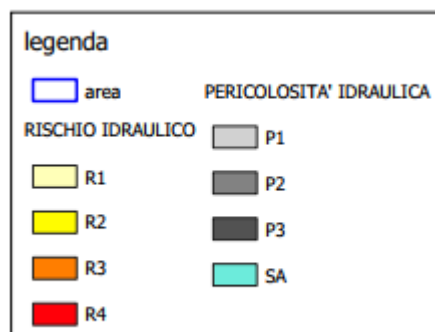 legenda
area
RISCHIO IDRAULICO
R1
R2
R3
R4
PERICOLOSITA' IDRAULICA
P1
P2
P3
SA